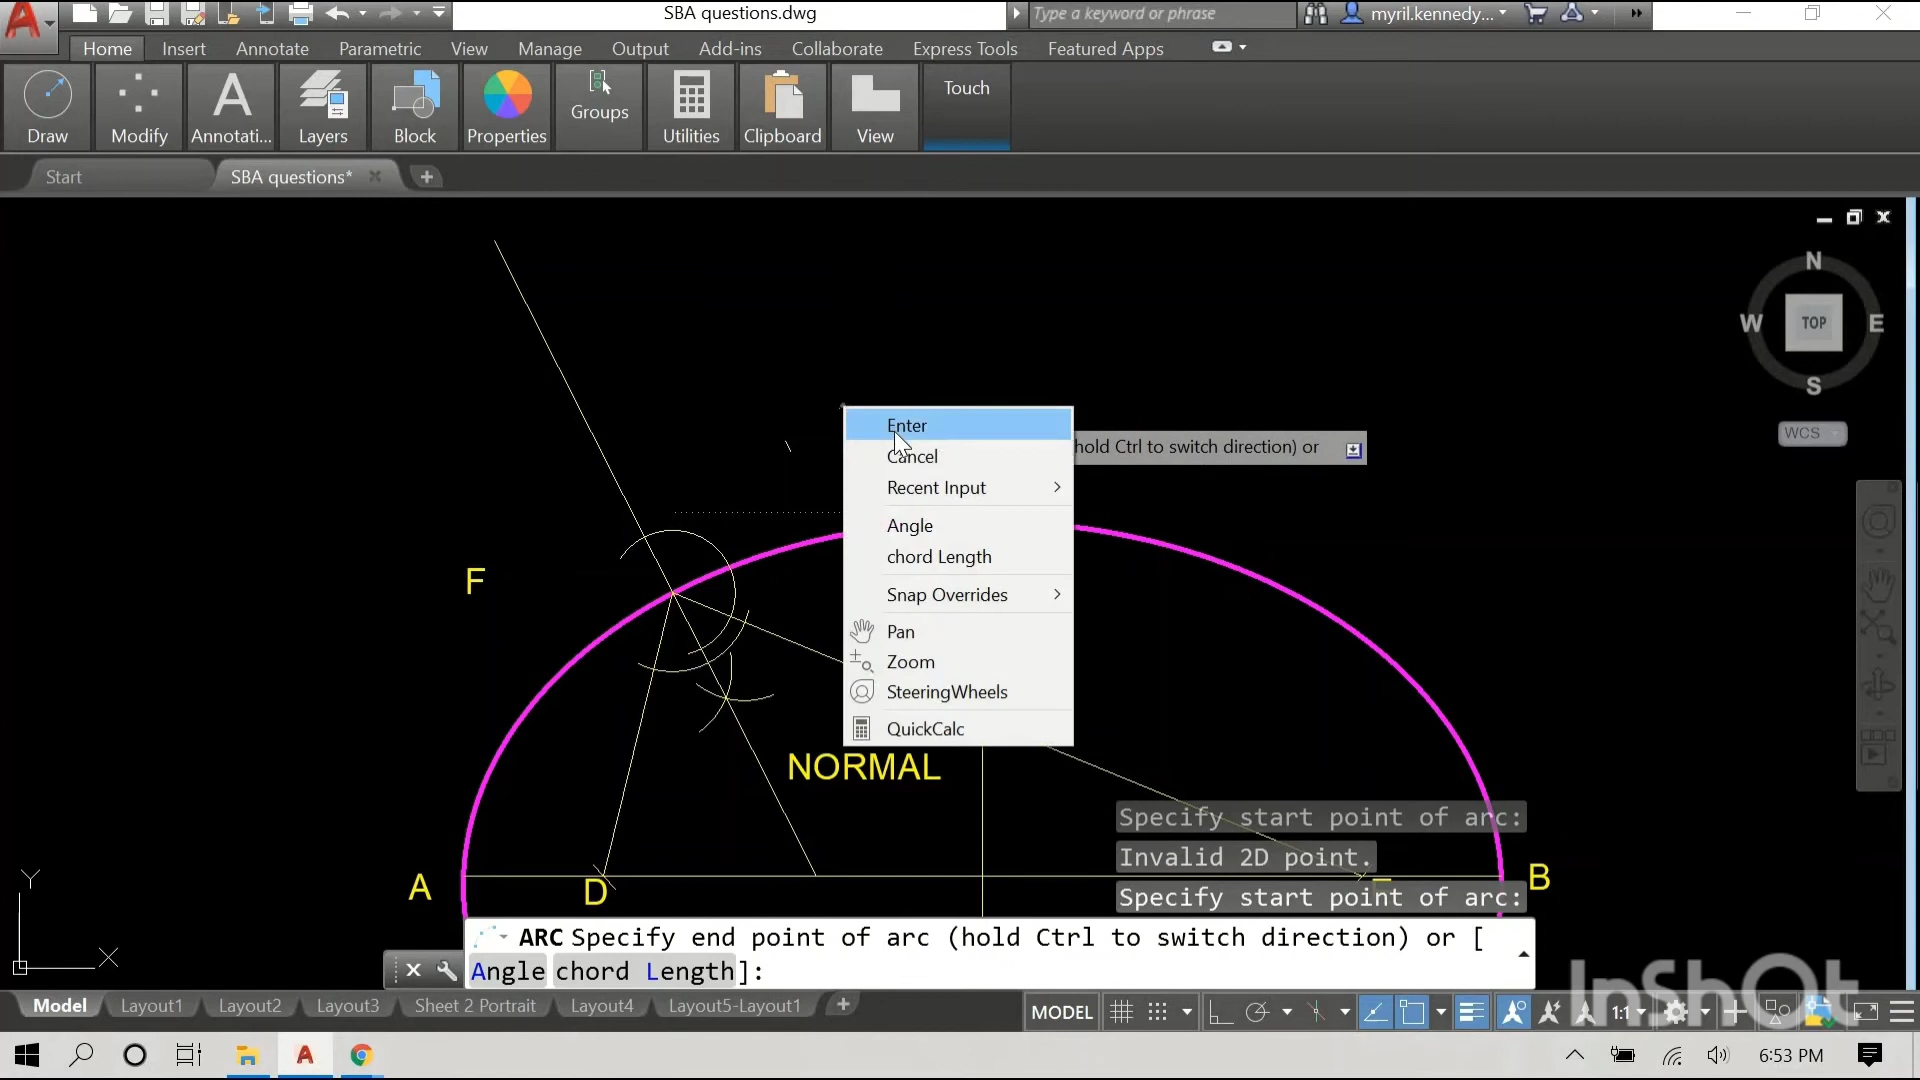 SBA questions.dwg
Type a keyword or phrase
myril.kennedy...
Home Insert Annotate Parametric View Manage Output Add-ins Collaborate Express Tools Featured Apps
Draw Modify Annotati... Layers Block Properties Groups Utilities Clipboard View Touch
Start SBA questions*
N
W TOP E
S
WCS
Enter
Cancel
Recent Input
Angle
chord Length
Snap Overrides
Pan
Zoom
SteeringWheels
QuickCalc
hold Ctrl to switch direction) or
F
NORMAL
A
D
B
Y
X
Specify start point of arc:
Invalid 2D point.
Specify start point of arc:
ARC Specify end point of arc (hold Ctrl to switch direction) or [
Angle chord Length]:
Model Layout1 Layout2 Layout3 Sheet 2 Portrait Layout4 Layout5-Layout1
MODEL
1:1
InShOt
6:53 PM